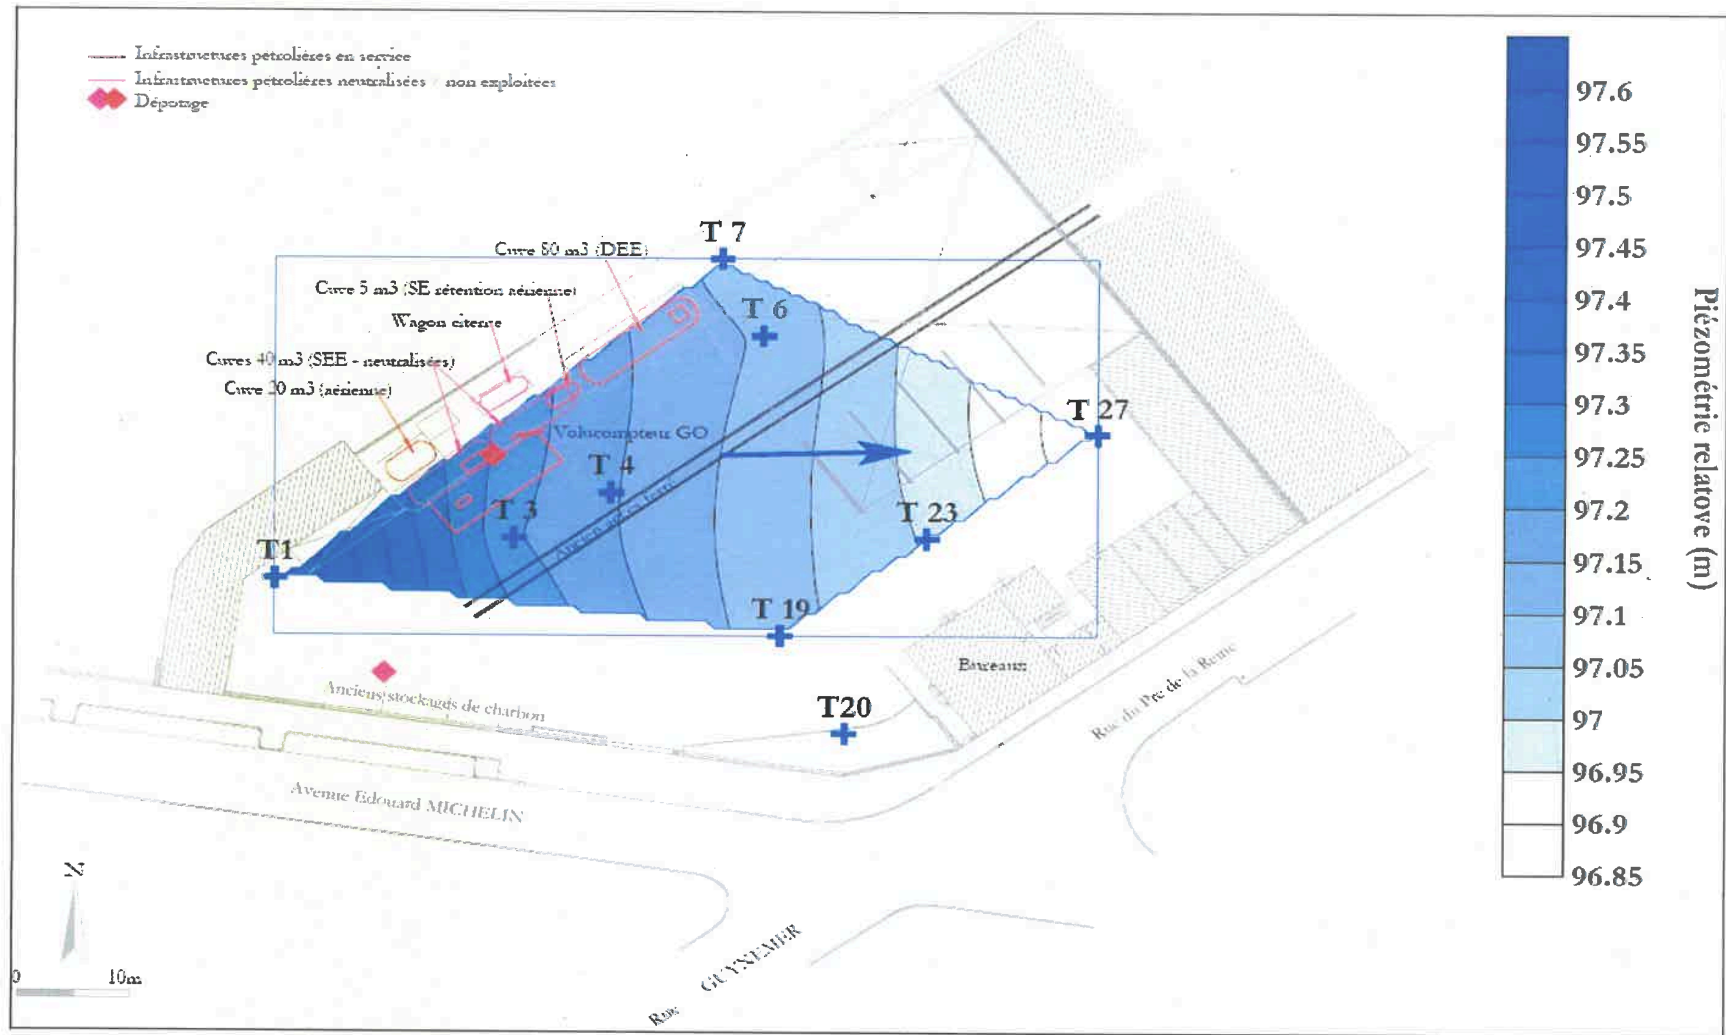 Infrastructures pétrolières en service
Infrastructures pétrolières neutralisées non exploitées
Dépotage
T 7
Cuve 80 m3 (DEE)
Cuve 5 m3 (SE rétention aérienne)
T 6
Wagon citerne
Cuves 40 m3 (SEE - neutralisées)
Cuve 20 m3 (aérienne)
T 27
Volucompteur GO
T 4
T 3
T 23
Ancien
T1
T 19
Bureaux
Anciens stockages de charbon
T20
Rue du Pré de la Reine
Avenue Edouard MICHELIN
N
0 10m
Rue GUYNEMER
97.6
97.55
97.5
97.45
97.4
97.35
97.3
97.25
97.2
97.15
97.1
97.05
97
96.95
96.9
96.85
Piézométrie relatove (m)